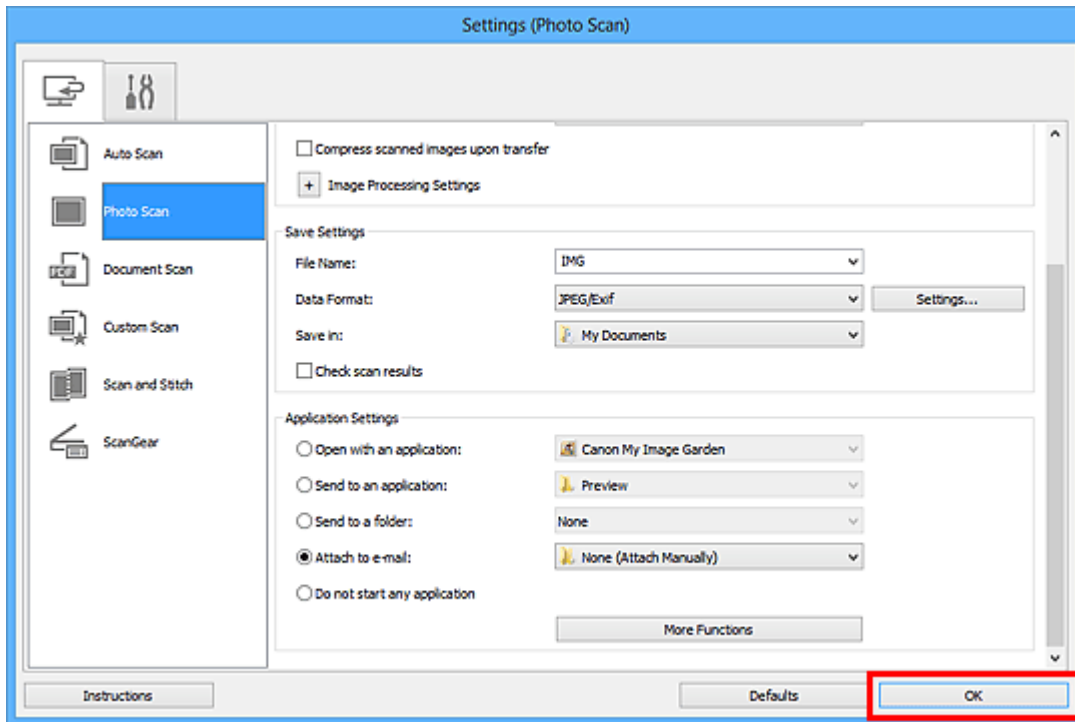 Settings (Photo Scan)
Auto Scan
Photo Scan
Document Scan
Custom Scan
Scan and Stitch
ScanGear
Compress scanned images upon transfer
+ Image Processing Settings
Save Settings
File Name: IMG
Data Format: JPEG/Exif Settings...
Save in: My Documents
Check scan results
Application Settings
Open with an application: Canon My Image Garden
Send to an application: Preview
Send to a folder: None
Attach to e-mail: None (Attach Manually)
Do not start any application
More Functions
Instructions Defaults OK